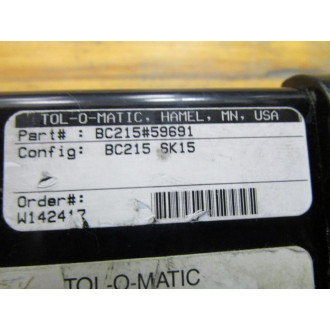 TOL-O-MATIC, HAMEL, MN, USA
Part# : BC215#59691
Config: BC215 SK15
Order#:
W142417
TOL-O-MATIC